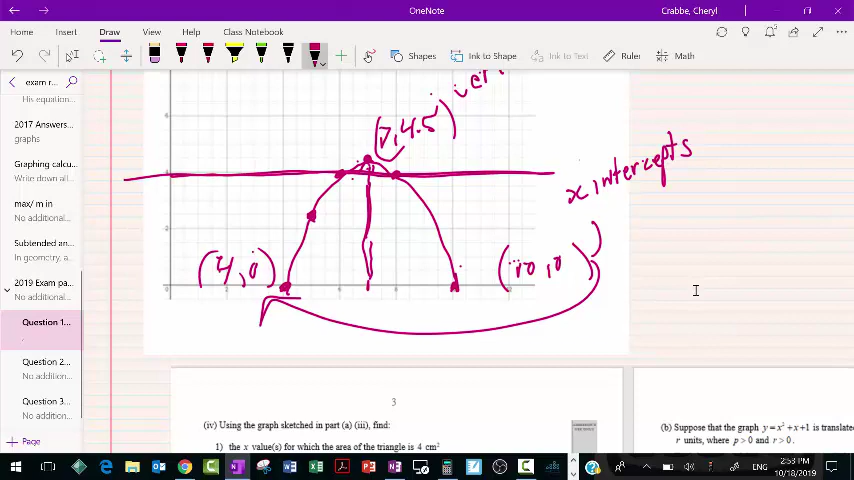 OneNote
Crabbe, Cheryl
Home Insert Draw View Help Class Notebook
Shapes Ink to Shape Ink to Text Ruler Math
exam r...
His equation...
2017 Answers...
graphs
Graphing calcu...
Write down all...
max/ m in
No additional...
Subtended an...
In geometry, a...
2019 Exam pa...
No additional...
Question 1...
Question 2...
No addition...
Question 3...
No addition...
Page
6
(7,4.5)
4
x intercepts
2
(4,0)
(10,0)
0
12
3
(iv) Using the graph sketched in part (a) (iii), find:
1) the x value(s) for which the area of the triangle is 4 cm²
(b) Suppose that the graph y = x² + x + 1 is translate
r units, where p > 0 and r > 0.
ENG
2:53 PM
10/18/2019